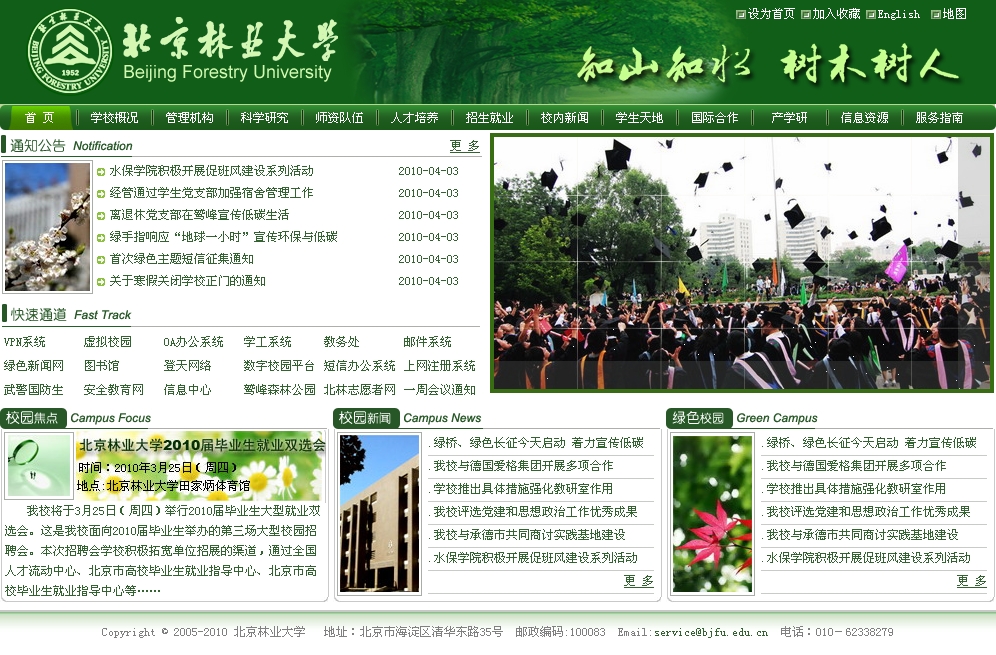 设为首页 加入收藏 English 地图
北京林业大学
Beijing Forestry University
BEIJING FORESTRY UNIVERSITY
1952
知山知水 树木树人
首 页 学校概况 管理机构 科学研究 师资队伍 人才培养 招生就业 校内新闻 学生天地 国际合作 产学研 信息资源 服务指南
通知公告 Notification 更 多
水保学院积极开展促班风建设系列活动 2010-04-03
经管通过学生党支部加强宿舍管理工作 2010-04-03
离退休党支部在鹫峰宣传低碳生活 2010-04-03
绿手指响应“地球一小时”宣传环保与低碳 2010-04-03
首次绿色主题短信征集通知 2010-04-03
关于寒假关闭学校正门的通知 2010-04-03
快速通道 Fast Track
VPN系统 虚拟校园 OA办公系统 学工系统 教务处 邮件系统
绿色新闻网 图书馆 登天网络 数字校园平台 短信办公系统 上网注册系统
武警国防生 安全教育网 信息中心 鹫峰森林公园 北林志愿者网 一周会议通知
校园焦点 Campus Focus
北京林业大学2010届毕业生就业双选会
时间：2010年3月25日（周四）
地点:北京林业大学田家炳体育馆
我校将于3月25日（周四）举行2010届毕业生大型就业双
选会。这是我校面向2010届毕业生举办的第三场大型校园招
聘会。本次招聘会学校积极拓宽单位招展的渠道，通过全国
人才流动中心、北京市高校毕业生就业指导中心、北京市高
校毕业生就业指导中心等……
校园新闻 Campus News
. 绿桥、绿色长征今天启动 着力宣传低碳
. 我校与德国爱格集团开展多项合作
. 学校推出具体措施强化教研室作用
. 我校评选党建和思想政治工作优秀成果
. 我校与承德市共同商讨实践基地建设
. 水保学院积极开展促班风建设系列活动
更 多
绿色校园 Green Campus
. 绿桥、绿色长征今天启动 着力宣传低碳
. 我校与德国爱格集团开展多项合作
. 学校推出具体措施强化教研室作用
. 我校评选党建和思想政治工作优秀成果
. 我校与承德市共同商讨实践基地建设
. 水保学院积极开展促班风建设系列活动
更 多
Copyright © 2005-2010 北京林业大学 地址：北京市海淀区清华东路35号 邮政编码:100083 Email:service@bjfu.edu.cn 电话：010－62338279